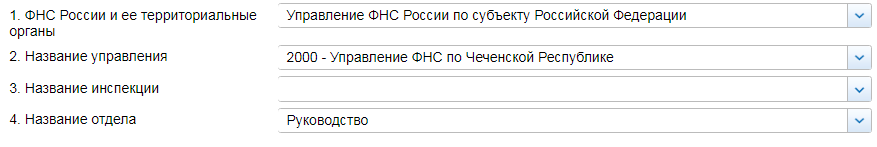 1. ФНС России и ее территориальные органы
Управление ФНС России по субъекту Российской Федерации
2. Название управления
2000 - Управление ФНС по Чеченской Республике
3. Название инспекции
4. Название отдела
Руководство